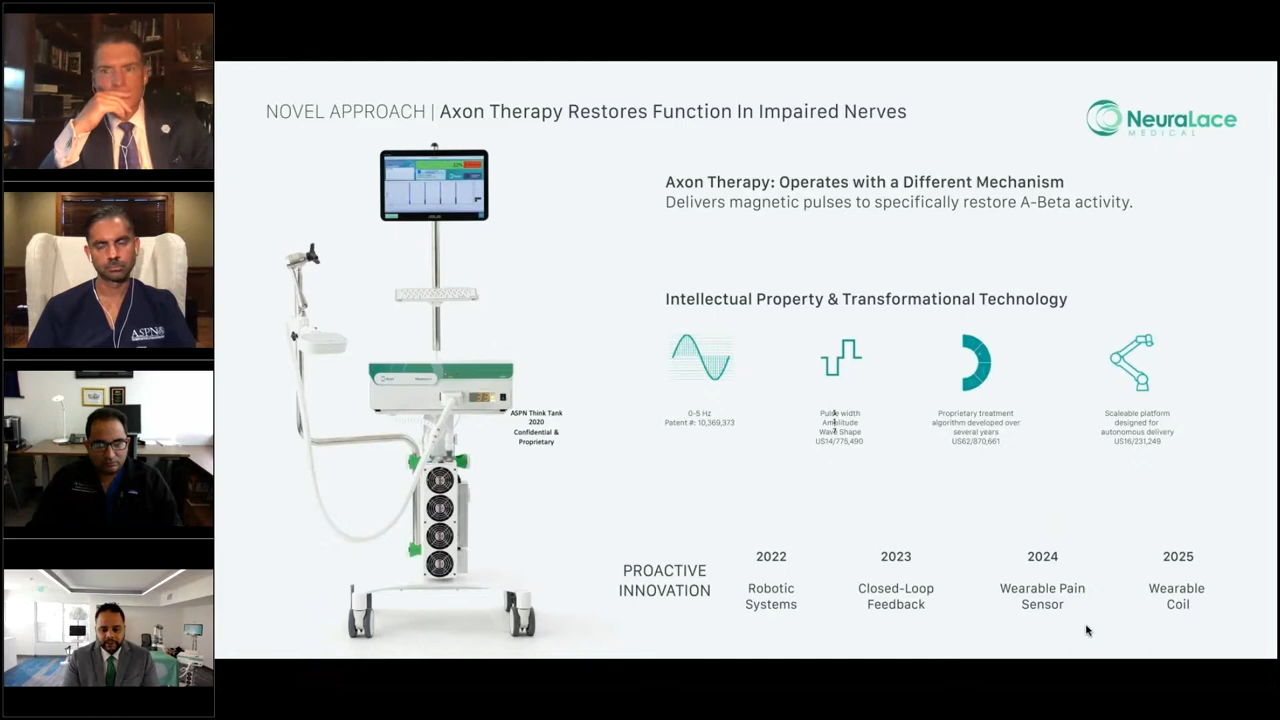 NOVEL APPROACH | Axon Therapy Restores Function In Impaired Nerves
NeuraLace
MEDICAL
Axon Therapy: Operates with a Different Mechanism
Delivers magnetic pulses to specifically restore A-Beta activity.
Intellectual Property & Transformational Technology
0-5 Hz
Patent #: 10,369,373
Pulse width
Amplitude
Wave Shape
US14/775,490
Proprietary treatment
algorithm developed over
several years
US62/870,661
Scaleable platform
designed for
autonomous delivery
US16/231,249
ASPN Think Tank
2020
Confidential &
Proprietary
PROACTIVE
INNOVATION
2022
Robotic
Systems
2023
Closed-Loop
Feedback
2024
Wearable Pain
Sensor
2025
Wearable
Coil
ASPN